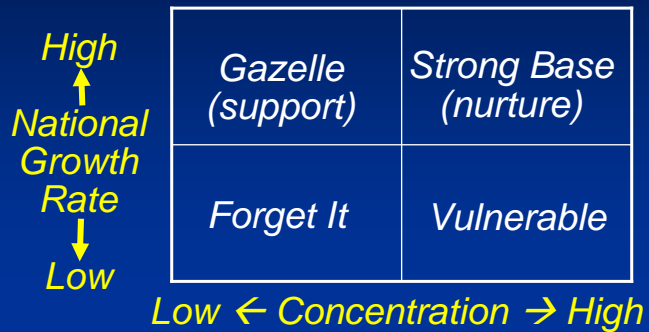 High
National
Growth
Rate
Low
Gazelle
(support)
Strong Base
(nurture)
Forget It
Vulnerable
Low ← Concentration → High